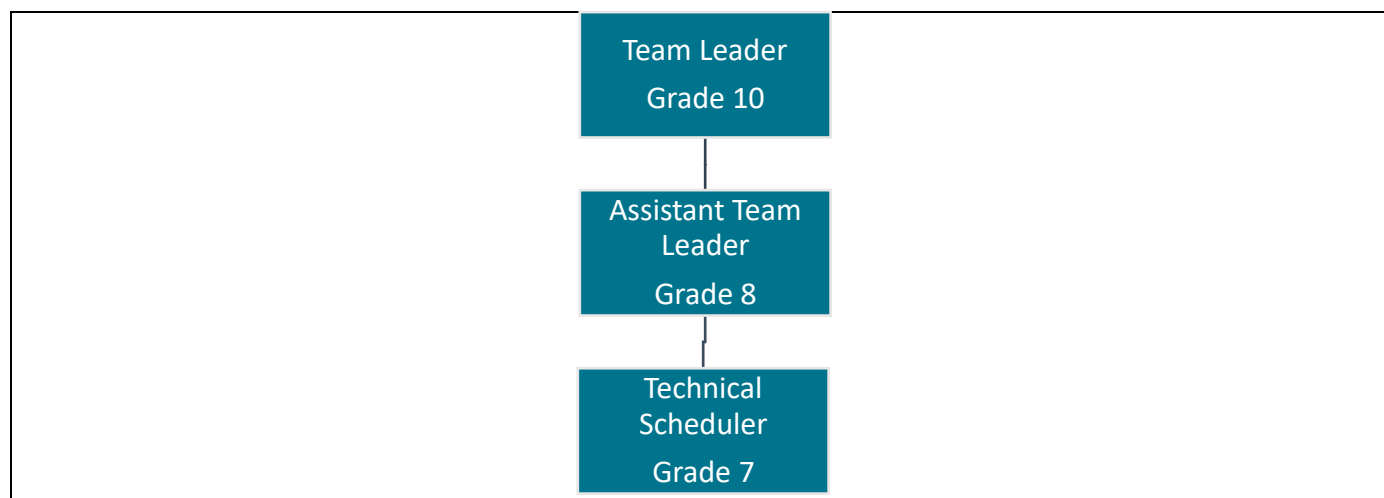 Team Leader
Grade 10
Assistant Team
Leader
Grade 8
Technical
Scheduler
Grade 7